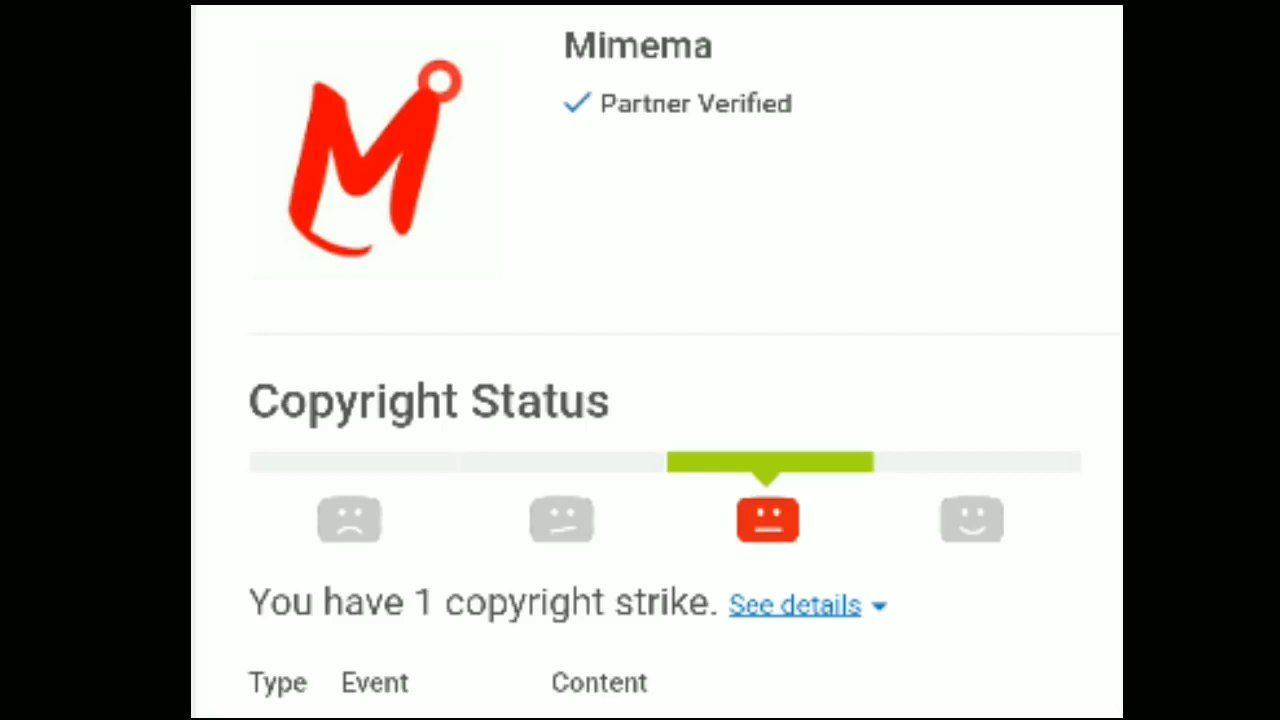 Mimema
Partner Verified
Copyright Status
You have 1 copyright strike. See details
Type Event Content